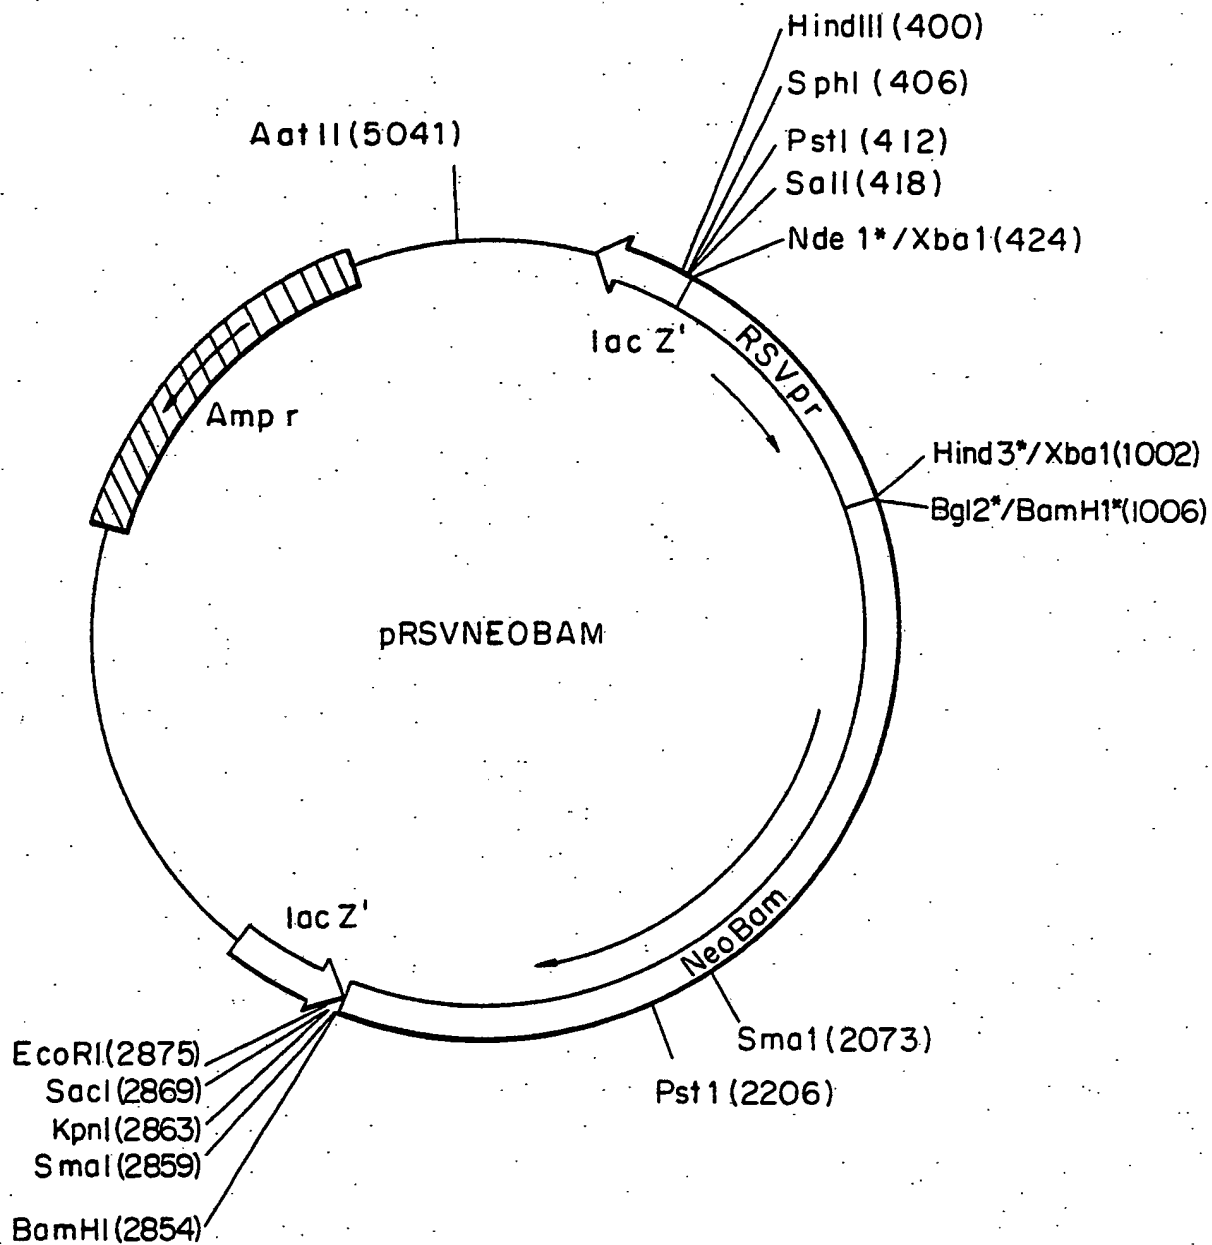 HindIII (400)
SphI (406)
AatII (5041)
PstI (412)
SalI (418)
Nde 1*/Xba1 (424)
lac Z'
RSVpr
Amp r
Hind3*/Xba1(1002)
Bgl2*/BamH1*(1006)
pRSVNEOBAM
lac Z'
NeoBam
EcoRI(2875)
SacI(2869)
KpnI(2863)
SmaI(2859)
BamHI(2854)
Sma1(2073)
Pst1(2206)